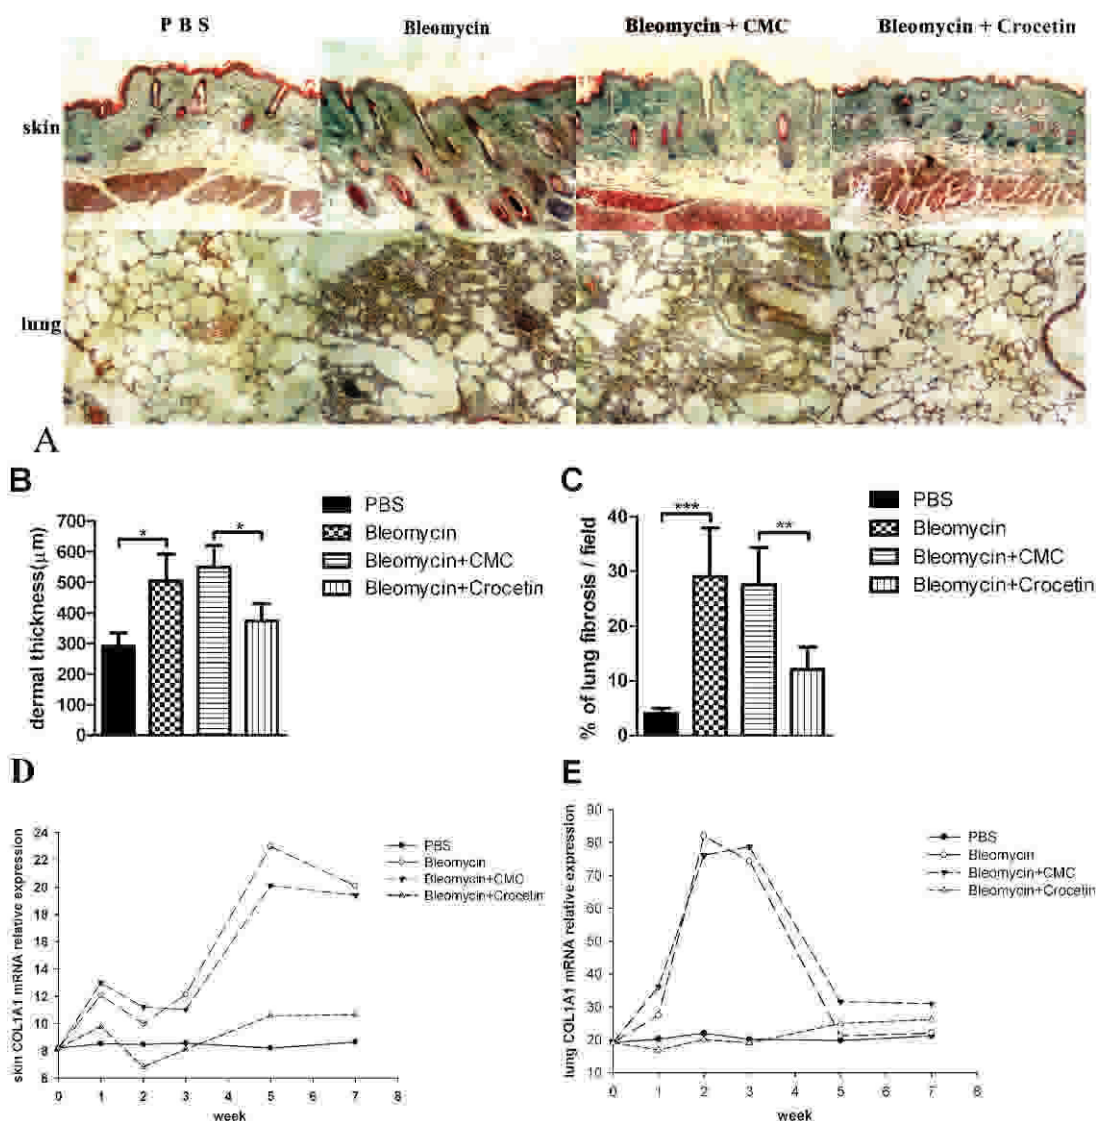 PBS Bleomycin Bleomycin+CMC Bleomycin+Crocetin
skin
lung
A
B
PBS
Bleomycin
Bleomycin+CMC
Bleomycin+Crocetin
dermal thickness(μm)
700
600
500
400
300
200
100
0
*
*
C
PBS
Bleomycin
Bleomycin+CMC
Bleomycin+Crocetin
% of lung fibrosis / field
40
30
20
10
0
***
**
D
skin COL1A1 mRNA relative expression
24
22
20
18
16
14
12
10
8
6
0 1 2 3 4 5 6 7 8
week
PBS
Bleomycin
Bleomycin+CMC
Bleomycin+Crocetin
E
lung COL1A1 mRNA relative expression
90
80
70
60
50
40
30
20
10
0 1 2 3 4 5 6 7 8
week
PBS
Bleomycin
Bleomycin+CMC
Bleomycin+Crocetin